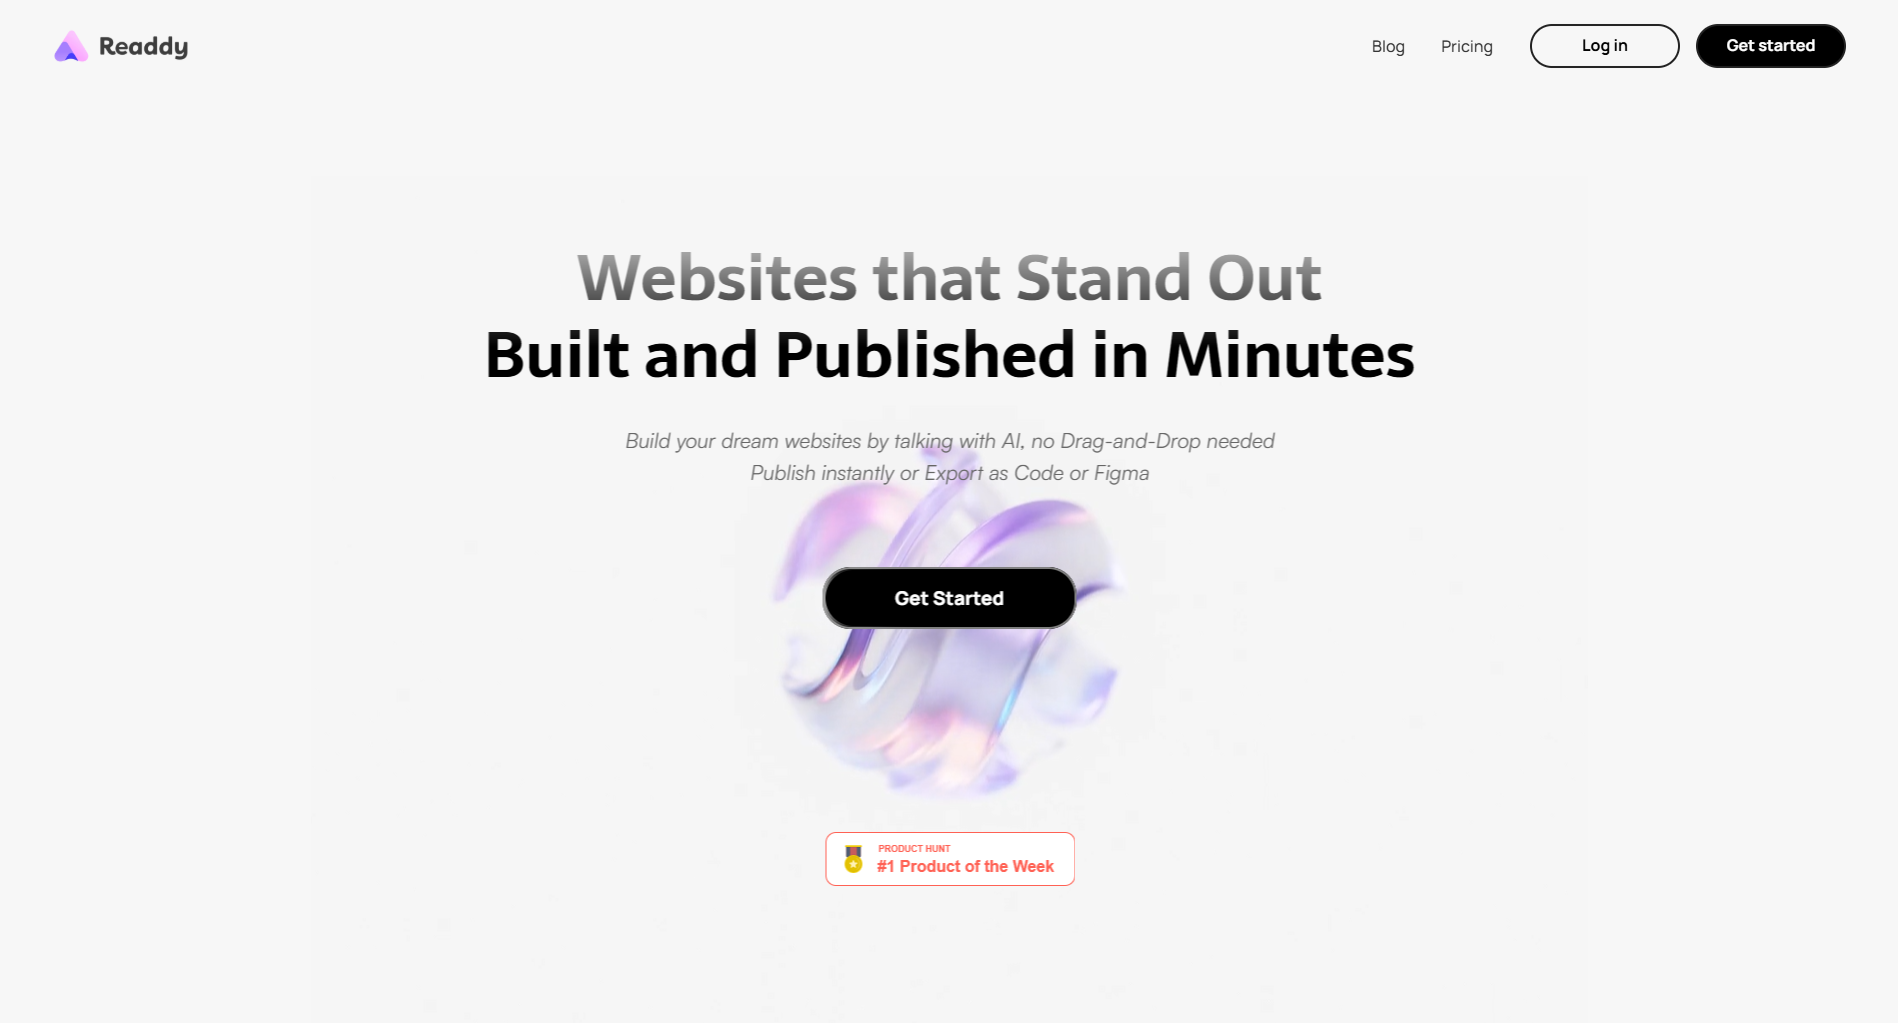 Readdy
Blog
Pricing
Log in
Get started
Websites that Stand Out
Built and Published in Minutes
Build your dream websites by talking with AI, no Drag-and-Drop needed
Publish instantly or Export as Code or Figma
Get Started
PRODUCT HUNT
#1 Product of the Week